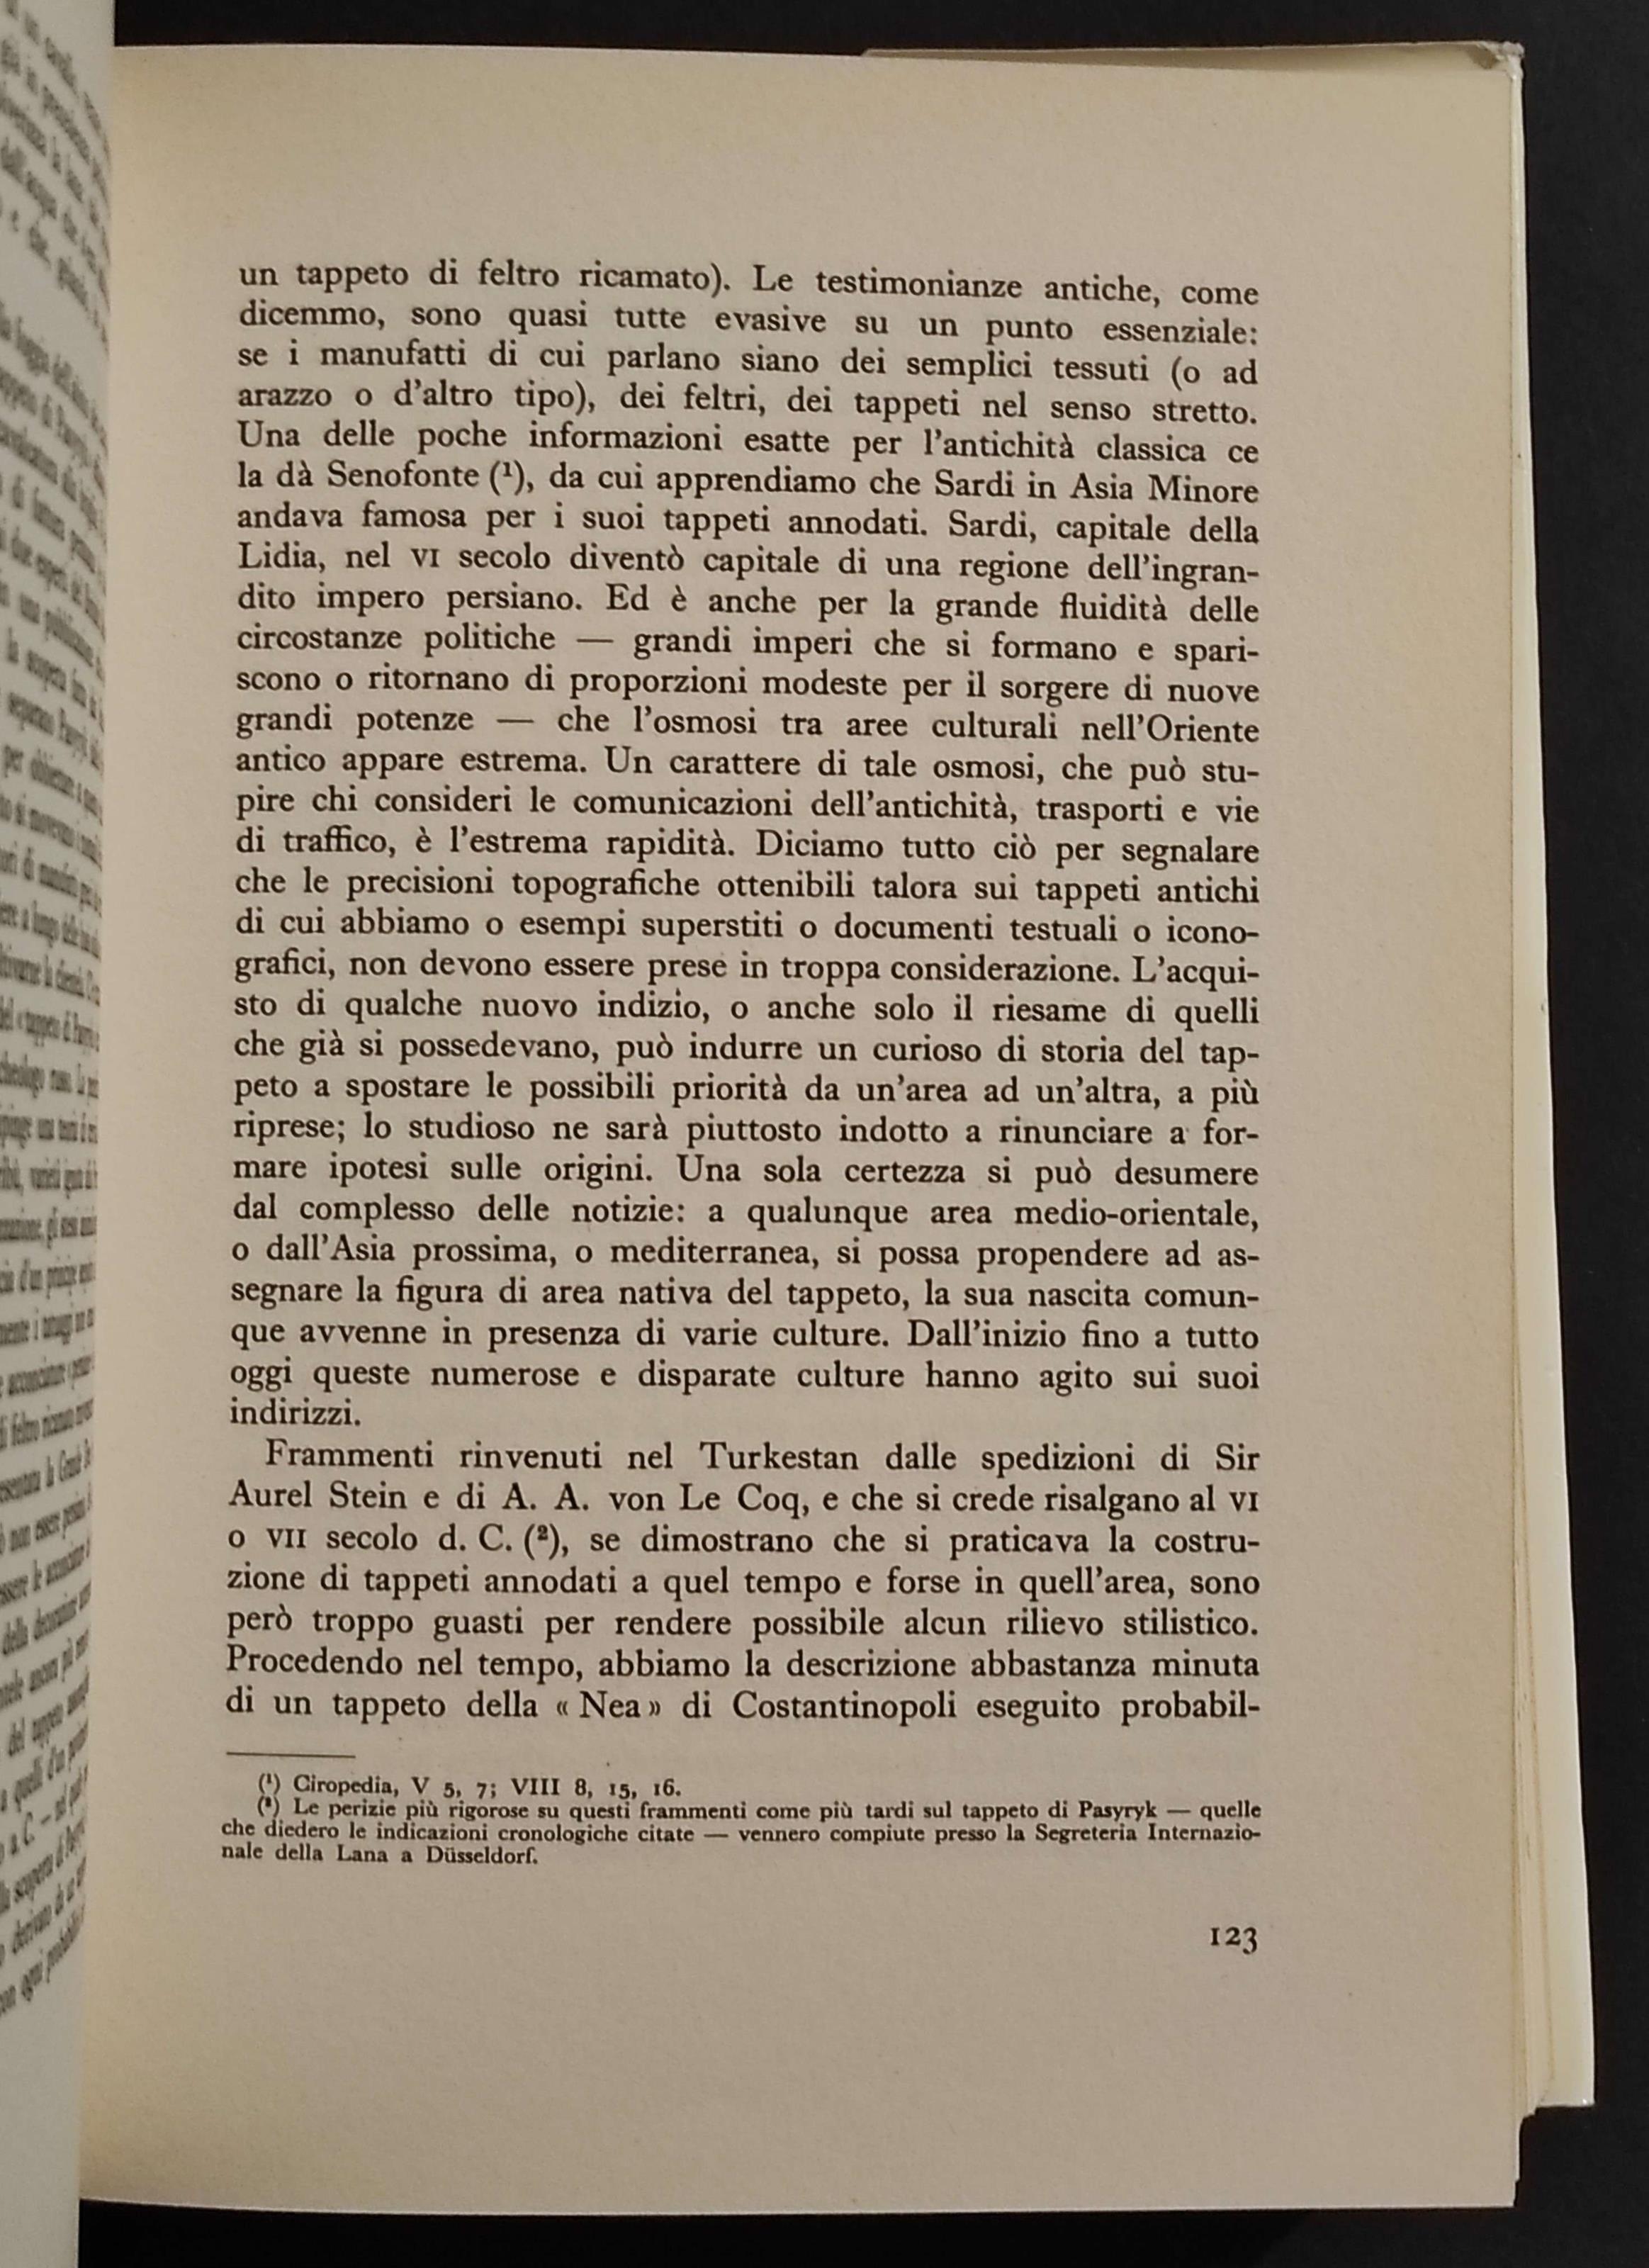 un tappeto di feltro ricamato). Le testimonianze antiche, come
dicemmo, sono quasi tutte evasive su un punto essenziale:
se i manufatti di cui parlano siano dei semplici tessuti (o ad
arazzo o d'altro tipo), dei feltri, dei tappeti nel senso stretto.
Una delle poche informazioni esatte per l'antichità classica ce
la dà Senofonte (¹), da cui apprendiamo che Sardi in Asia Minore
andava famosa per i suoi tappeti annodati. Sardi, capitale della
Lidia, nel VI secolo diventò capitale di una regione dell'ingran-
dito impero persiano. Ed è anche per la grande fluidità delle
circostanze politiche — grandi imperi che si formano e spari-
scono o ritornano di proporzioni modeste per il sorgere di nuove
grandi potenze — che l'osmosi tra aree culturali nell'Oriente
antico appare estrema. Un carattere di tale osmosi, che può stu-
pire chi consideri le comunicazioni dell'antichità, trasporti e vie
di traffico, è l'estrema rapidità. Diciamo tutto ciò per segnalare
che le precisioni topografiche ottenibili talora sui tappeti antichi
di cui abbiamo o esempi superstiti o documenti testuali o icono-
grafici, non devono essere prese in troppa considerazione. L'acqui-
sto di qualche nuovo indizio, o anche solo il riesame di quelli
che già si possedevano, può indurre un curioso di storia del tap-
peto a spostare le possibili priorità da un'area ad un'altra, a più
riprese; lo studioso ne sarà piuttosto indotto a rinunciare a for-
mare ipotesi sulle origini. Una sola certezza si può desumere
dal complesso delle notizie: a qualunque area medio-orientale,
o dall'Asia prossima, o mediterranea, si possa propendere ad as-
segnare la figura di area nativa del tappeto, la sua nascita comun-
que avvenne in presenza di varie culture. Dall'inizio fino a tutto
oggi queste numerose e disparate culture hanno agito sui suoi
indirizzi.
Frammenti rinvenuti nel Turkestan dalle spedizioni di Sir
Aurel Stein e di A. A. von Le Coq, e che si crede risalgano al VI
o VII secolo d. C. (²), se dimostrano che si praticava la costru-
zione di tappeti annodati a quel tempo e forse in quell'area, sono
però troppo guasti per rendere possibile alcun rilievo stilistico.
Procedendo nel tempo, abbiamo la descrizione abbastanza minuta
di un tappeto della « Nea » di Costantinopoli eseguito probabil-
(¹) Ciropedia, V 5, 7; VIII 8, 15, 16.
(²) Le perizie più rigorose su questi frammenti come più tardi sul tappeto di Pasyryk — quelle
che diedero le indicazioni cronologiche citate — vennero compiute presso la Segreteria Internazio-
nale della Lana a Düsseldorf.
123